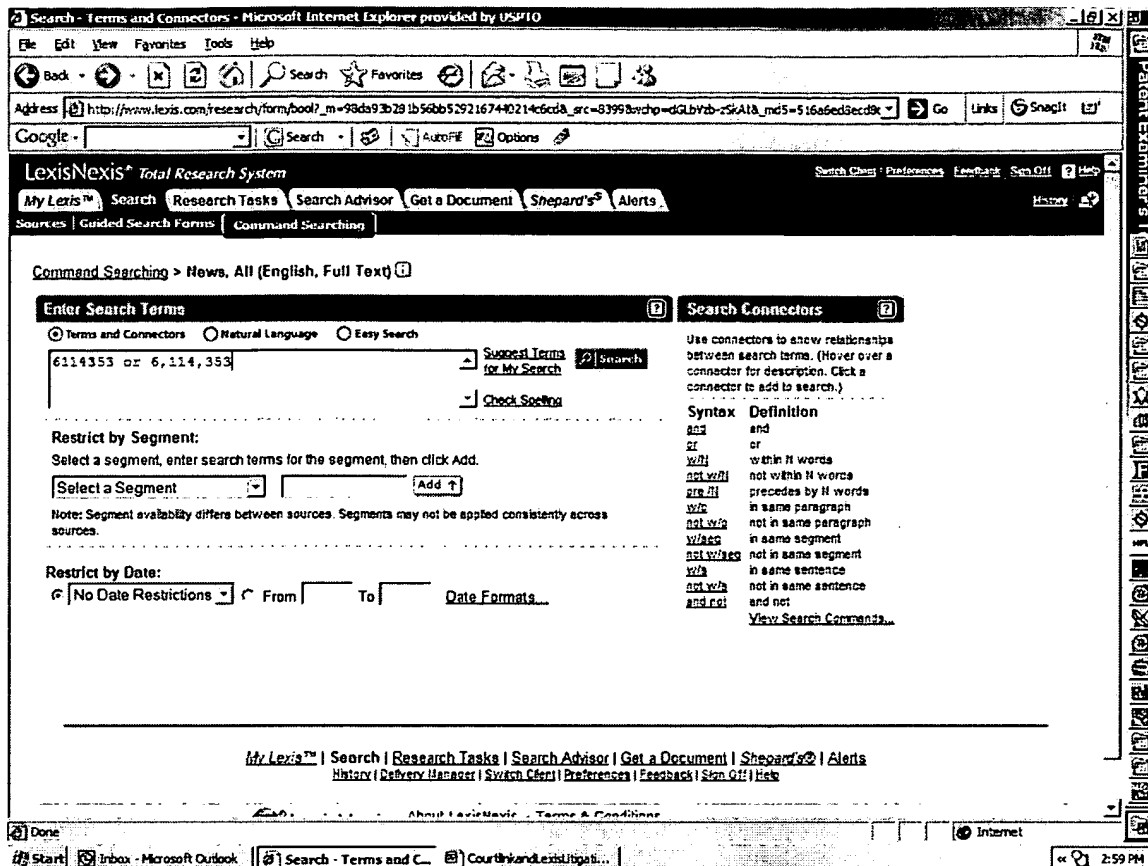 Search - Terms and Connectors - Microsoft Internet Explorer provided by USPTO
File Edit View Favorites Tools Help
Back Search Favorites
Address Go Links SnagIt
Google - Search AutoFill Options
LexisNexis® Total Research System
Switch Client Preferences Feedback Sign Off ? Help
My Lexis™ Search Research Tasks Search Advisor Get a Document Shepard's® Alerts
History
Sources | Guided Search Forms | Command Searching
Command Searching > News, All (English, Full Text)
Enter Search Terms ?
Terms and Connectors Natural Language Easy Search
6114353 or 6,114,353
Suggest Terms
for My Search
Search
Check Spelling
Restrict by Segment:
Select a segment, enter search terms for the segment, then click Add.
Select a Segment Add ↑
Note: Segment availability differs between sources. Segments may not be applied consistently across
sources.
Restrict by Date:
No Date Restrictions From To Date Formats...
Search Connectors ?
Use connectors to show relationships
between search terms. (Hover over a
connector for description. Click a
connector to add to search.)
Syntax Definition
and and
or or
w/N within N words
not w/N not within N words
pre /N precedes by N words
w/p in same paragraph
not w/p not in same paragraph
w/seg in same segment
not w/seg not in same segment
w/s in same sentence
not w/s not in same sentence
and not and not
View Search Commands...
My Lexis™ | Search | Research Tasks | Search Advisor | Get a Document | Shepard's® | Alerts
History | Delivery Manager | Switch Client | Preferences | Feedback | Sign Off | Help
About LexisNexis Terms & Conditions
Done Internet
Start Inbox - Microsoft Outlook Search - Terms and C... CourtlinkandLexisLitigati... 2:59 PM
Patent Examiner's